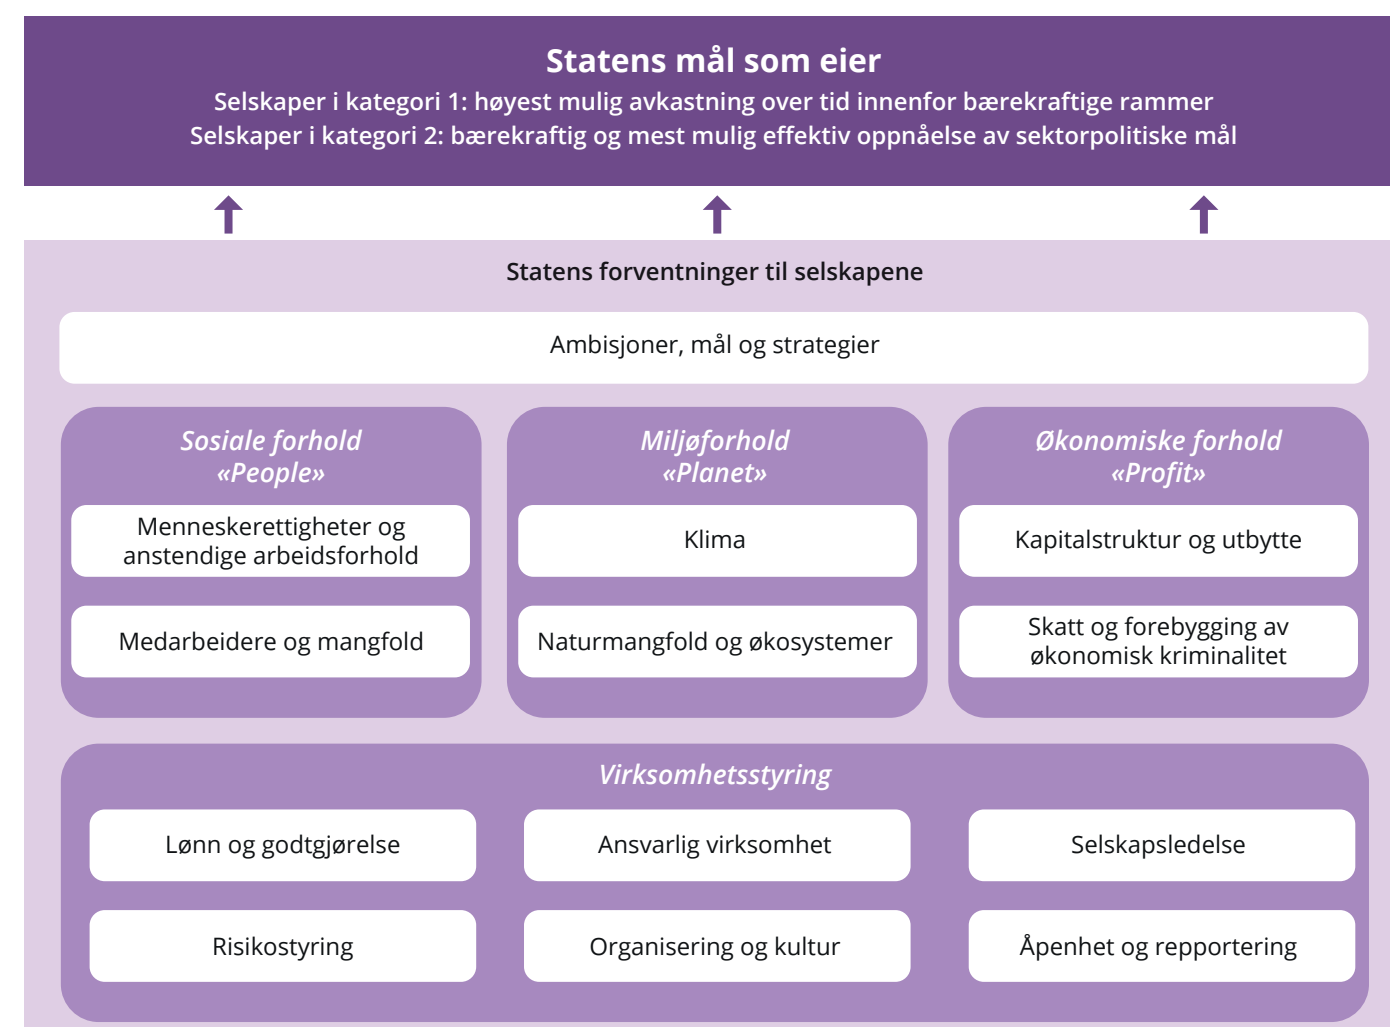 Statens mål som eier
Selskaper i kategori 1: høyest mulig avkastning over tid innenfor bærekraftige rammer
Selskaper i kategori 2: bærekraftig og mest mulig effektiv oppnåelse av sektorpolitiske mål
Statens forventninger til selskapene
Ambisjoner, mål og strategier
Sosiale forhold
«People»
Menneskerettigheter og
anstendige arbeidsforhold
Medarbeidere og mangfold
Miljøforhold
«Planet»
Klima
Naturmangfold og økosystemer
Økonomiske forhold
«Profit»
Kapitalstruktur og utbytte
Skatt og forebygging av
økonomisk kriminalitet
Virksomhetsstyring
Lønn og godtgjørelse
Ansvarlig virksomhet
Selskapsledelse
Risikostyring
Organisering og kultur
Åpenhet og repportering